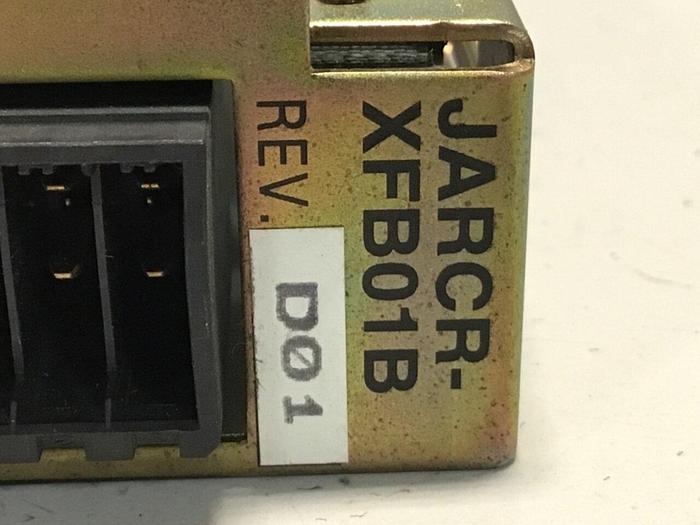 JARCR-
XFB01B
REV.
D01